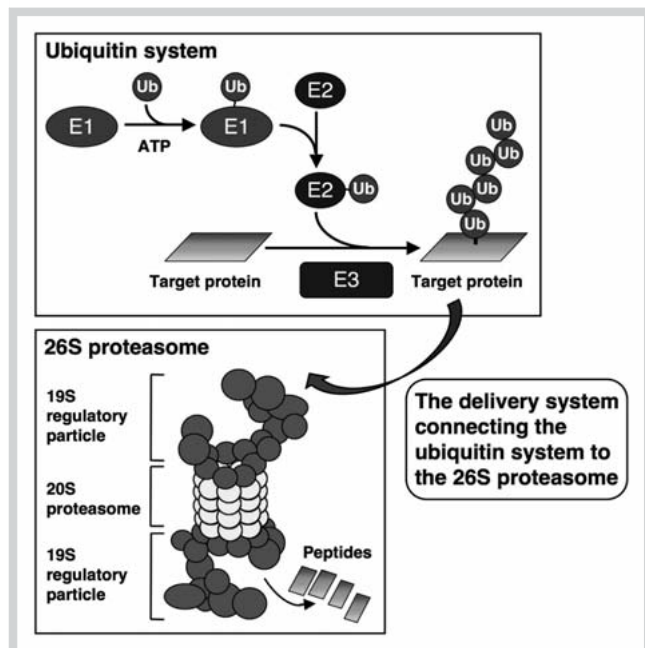 Ubiquitin system
Ub
Ub
E2
E1
E1
ATP
Ub
Ub
Ub
E2
Ub
Ub
Ub
Ub
Target protein
E3
Target protein
26S proteasome
19S
regulatory
particle
The delivery system
connecting the
ubiquitin system to
the 26S proteasome
20S
proteasome
19S
regulatory
particle
Peptides